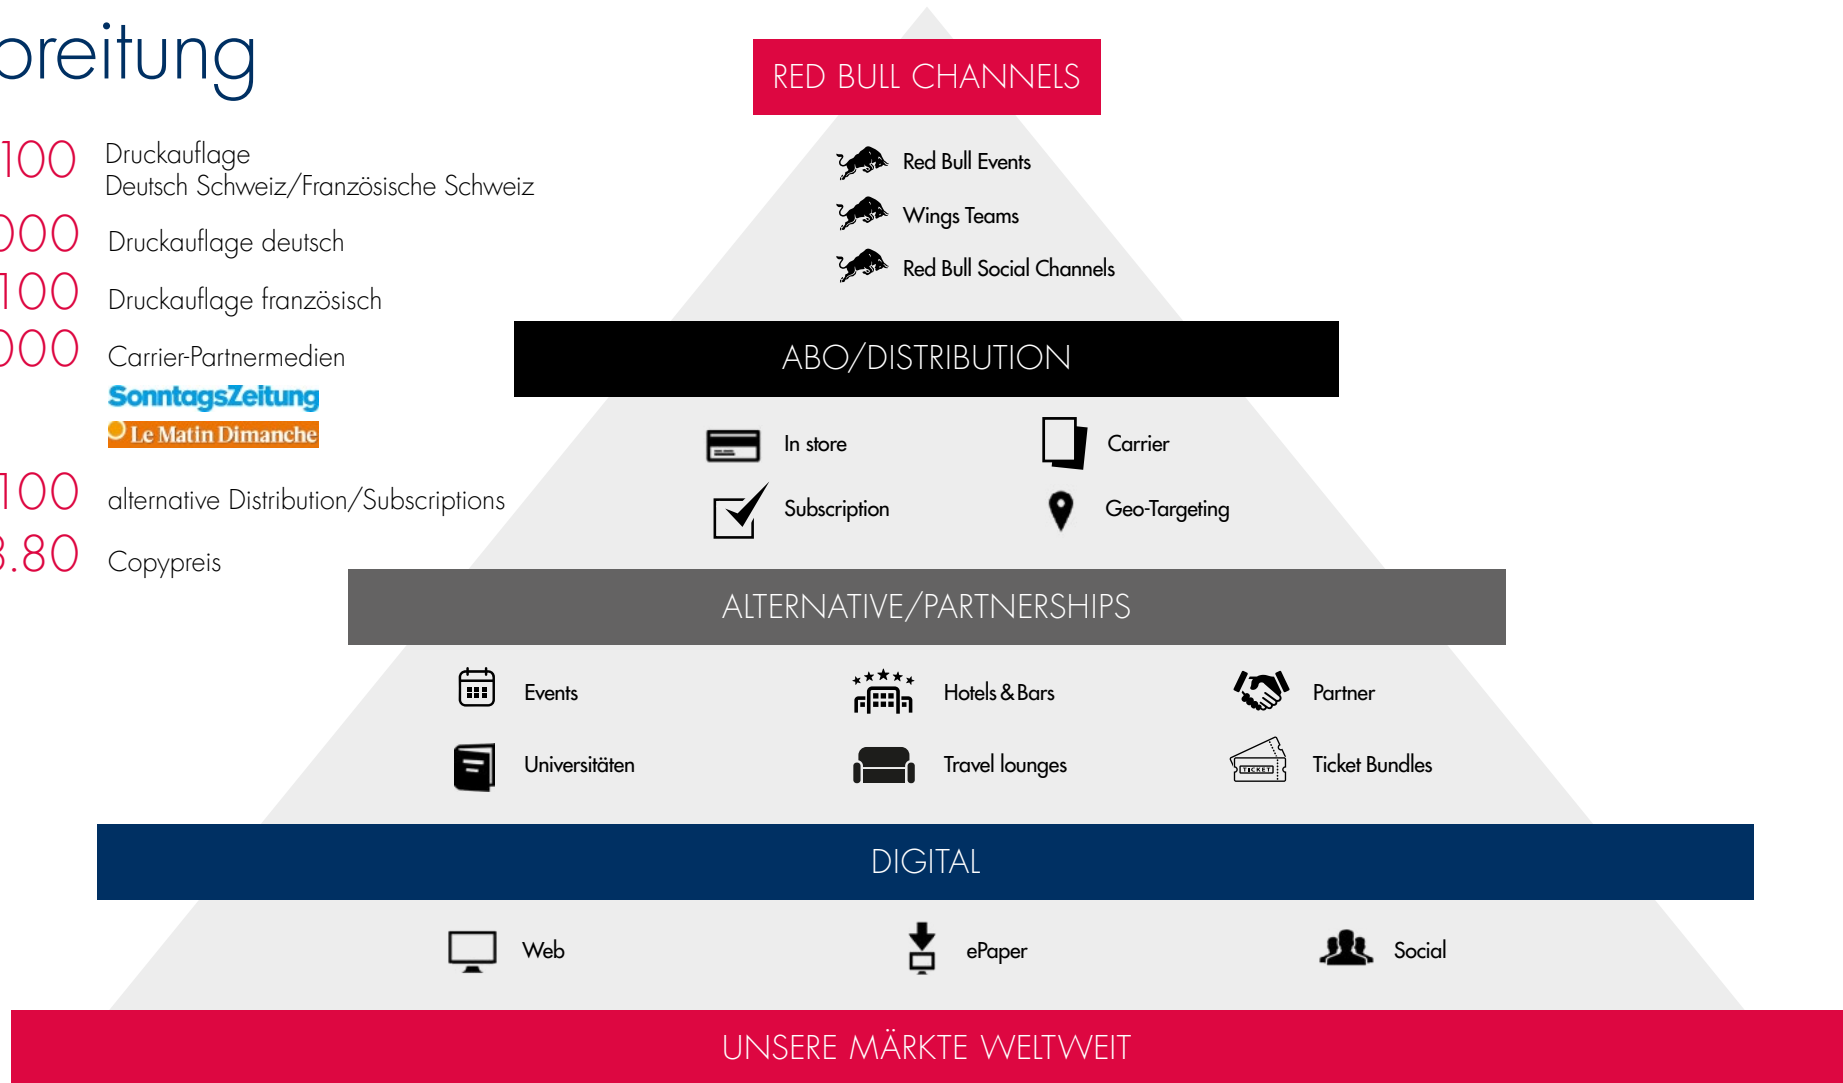 breitung
100 Druckauflage
Deutsch Schweiz/Französische Schweiz
000 Druckauflage deutsch
100 Druckauflage französisch
000 Carrier-Partnermedien
SonntagsZeitung
Le Matin Dimanche
100 alternative Distribution/Subscriptions
3.80 Copypreis
RED BULL CHANNELS
Red Bull Events
Wings Teams
Red Bull Social Channels
ABO/DISTRIBUTION
In store
Carrier
Subscription
Geo-Targeting
ALTERNATIVE/PARTNERSHIPS
Events
Hotels & Bars
Partner
Universitäten
Travel lounges
TICKET
Ticket Bundles
DIGITAL
Web
ePaper
Social
UNSERE MÄRKTE WELTWEIT